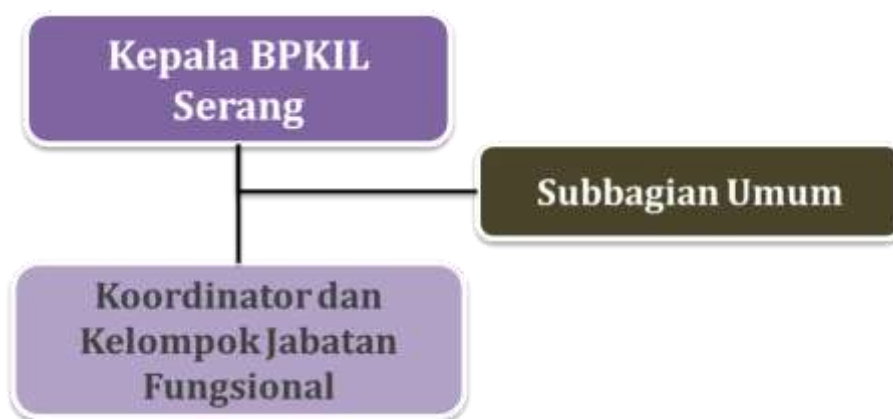 Kepala BPKIL
Serang
Subbagian Umum
Koordinator dan
Kelompok Jabatan
Fungsional